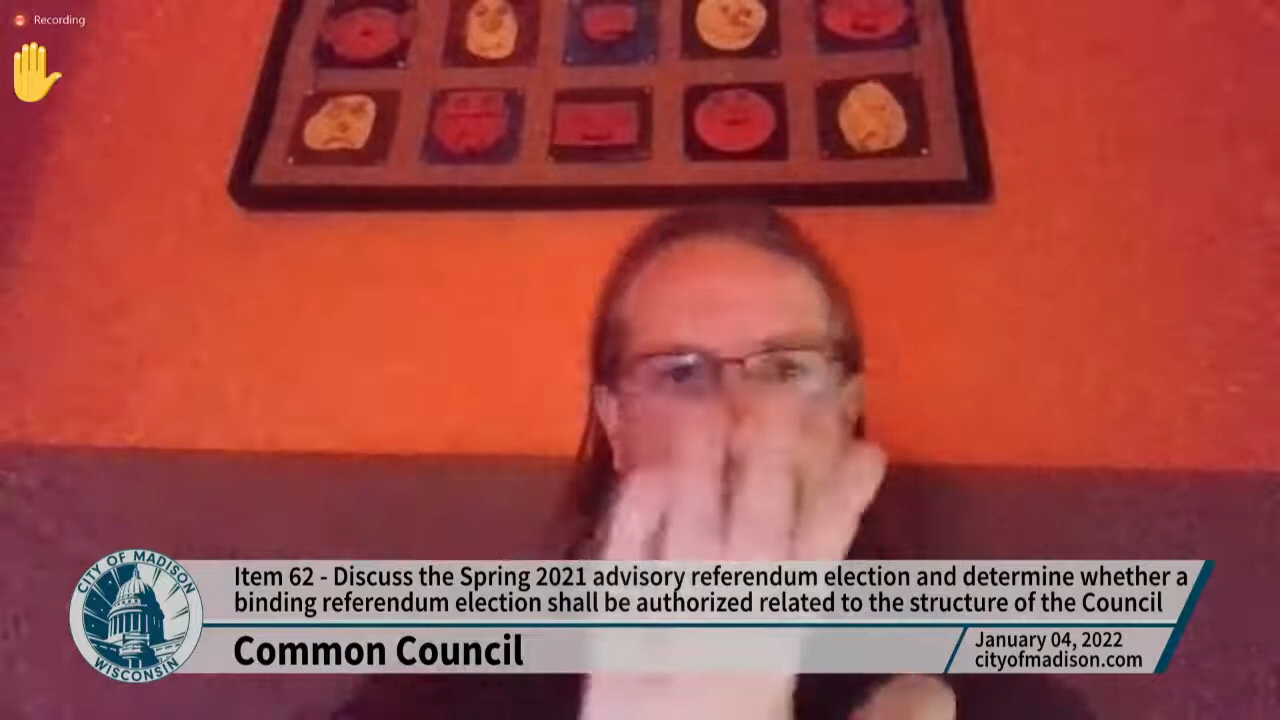 Recording
CITY OF MADISON
WISCONSIN
Item 62 - Discuss the Spring 2021 advisory referendum election and determine whether a
binding referendum election shall be authorized related to the structure of the Council
Common Council
January 04, 2022
cityofmadison.com